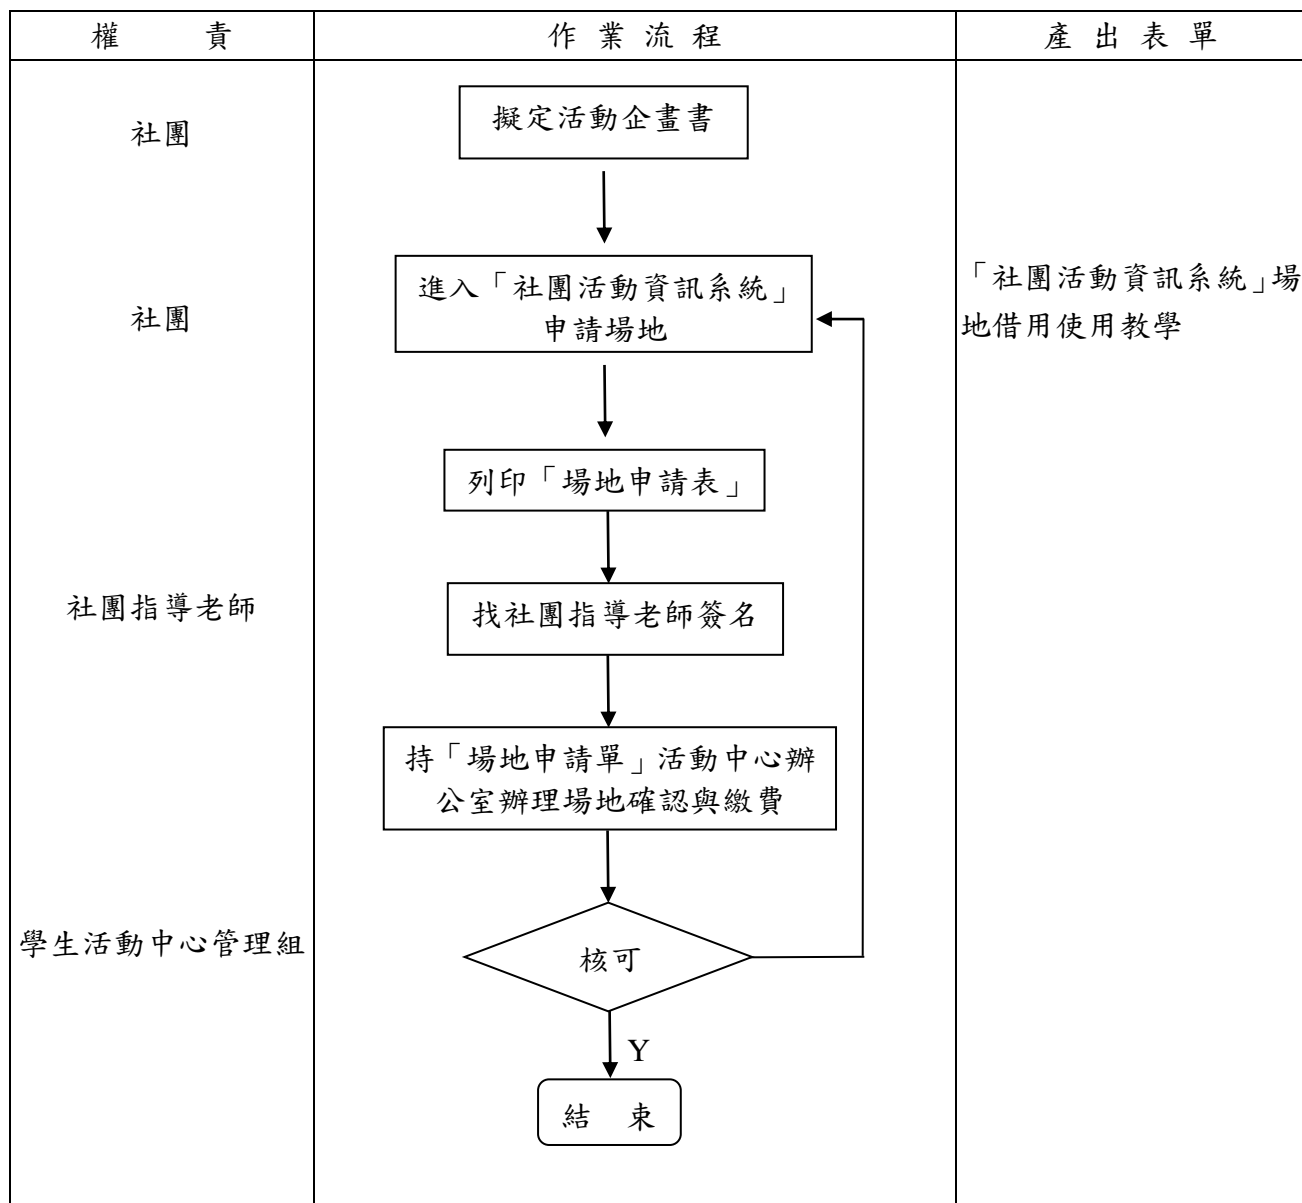 權 責
作 業 流 程
產 出 表 單
社團
擬定活動企畫書
社團
進入「社團活動資訊系統」
申請場地
「社團活動資訊系統」場
地借用使用教學
列印「場地申請表」
社團指導老師
找社團指導老師簽名
持「場地申請單」活動中心辦
公室辦理場地確認與繳費
學生活動中心管理組
核可
Y
結 束